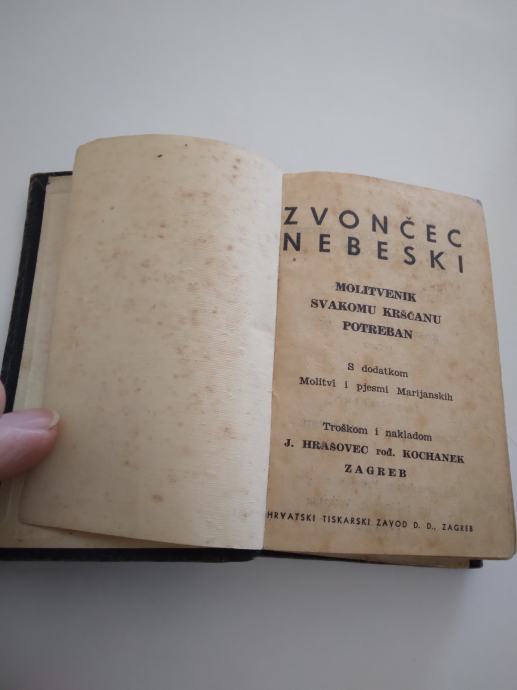 ZVONČEC
NEBESKI
MOLITVENIK
SVAKOMU KRŠĆANU
POTREBAN
S dodatkom
Molitvi i pjesmi Marijanskih
Troškom i nakladom
J. HRASOVEC rođ. KOCHANEK
ZAGREB
HRVATSKI TISKARSKI ZAVOD D. D., ZAGREB